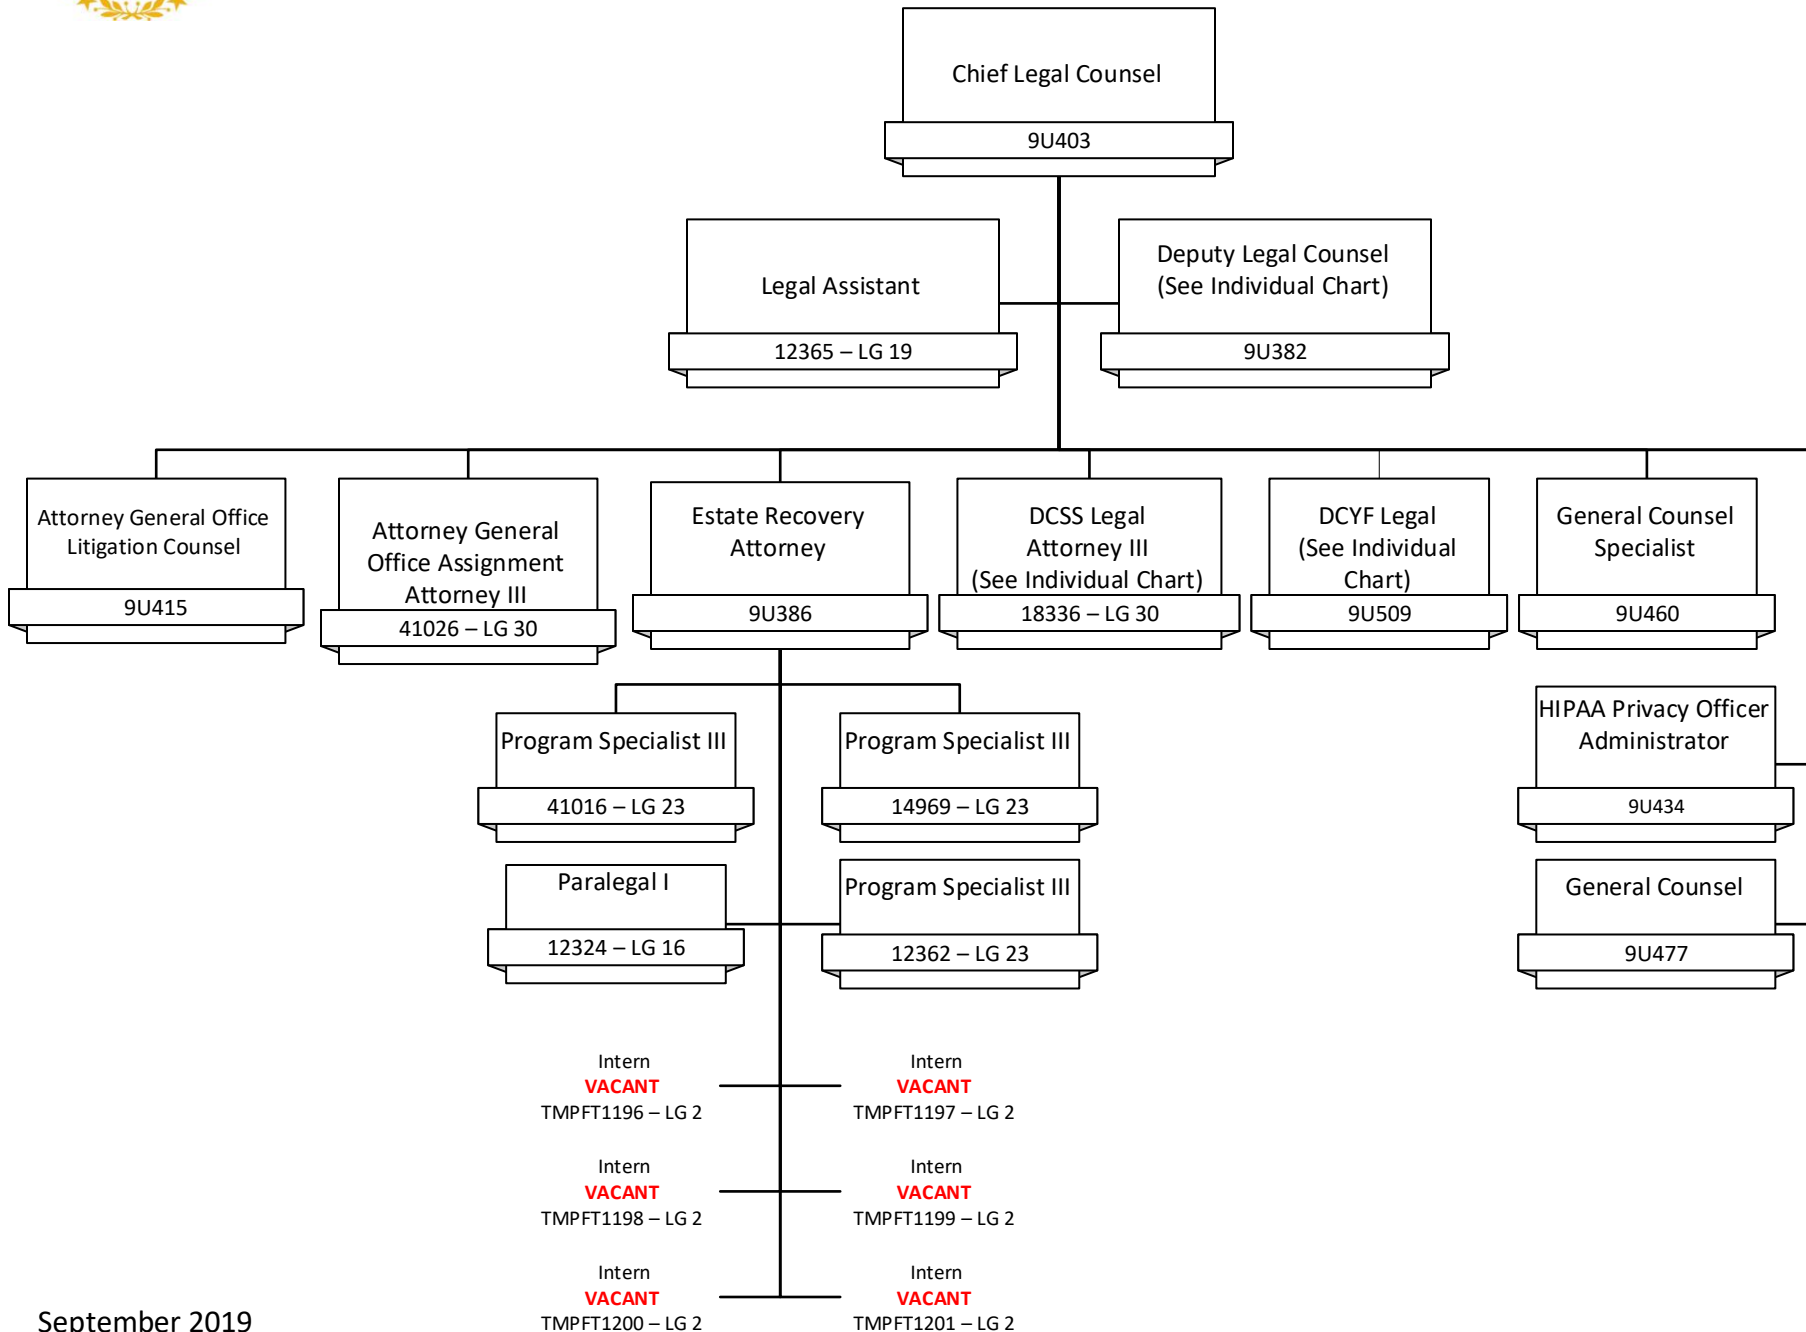 Chief Legal Counsel
9U403
Legal Assistant
12365 – LG 19
Deputy Legal Counsel
(See Individual Chart)
9U382
Attorney General Office
Litigation Counsel
9U415
Attorney General
Office Assignment
Attorney III
41026 – LG 30
Estate Recovery
Attorney
9U386
DCSS Legal
Attorney III
(See Individual Chart)
18336 – LG 30
DCYF Legal
(See Individual
Chart)
9U509
General Counsel
Specialist
9U460
Program Specialist III
41016 – LG 23
Program Specialist III
14969 – LG 23
HIPAA Privacy Officer
Administrator
9U434
Paralegal I
12324 – LG 16
Program Specialist III
12362 – LG 23
General Counsel
9U477
Intern
VACANT
TMPFT1196 – LG 2
Intern
VACANT
TMPFT1197 – LG 2
Intern
VACANT
TMPFT1198 – LG 2
Intern
VACANT
TMPFT1199 – LG 2
Intern
VACANT
TMPFT1200 – LG 2
Intern
VACANT
TMPFT1201 – LG 2
September 2019